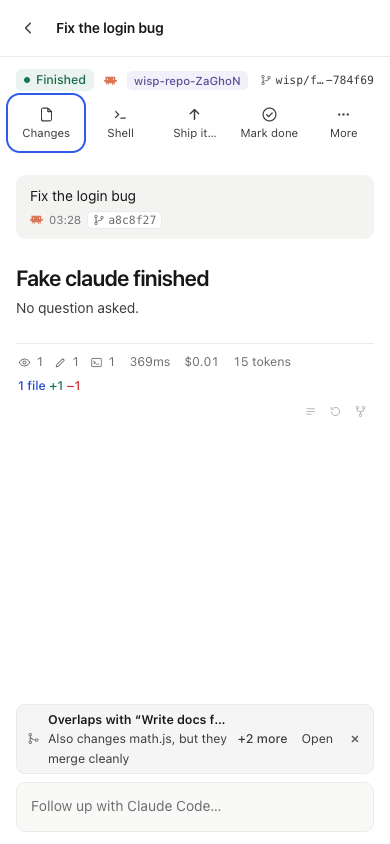 Fix the login bug
Finished
wisp-repo-ZaGhoN
wisp/f…-784f69
Changes
Shell
Ship it…
Mark done
More
Fix the login bug
03:28 a8c8f27
Fake claude finished
No question asked.
1 1 1 369ms $0.01 15 tokens
1 file +1 −1
Overlaps with “Write docs f…
Also changes math.js, but they
merge cleanly
+2 more
Open
×
Follow up with Claude Code…